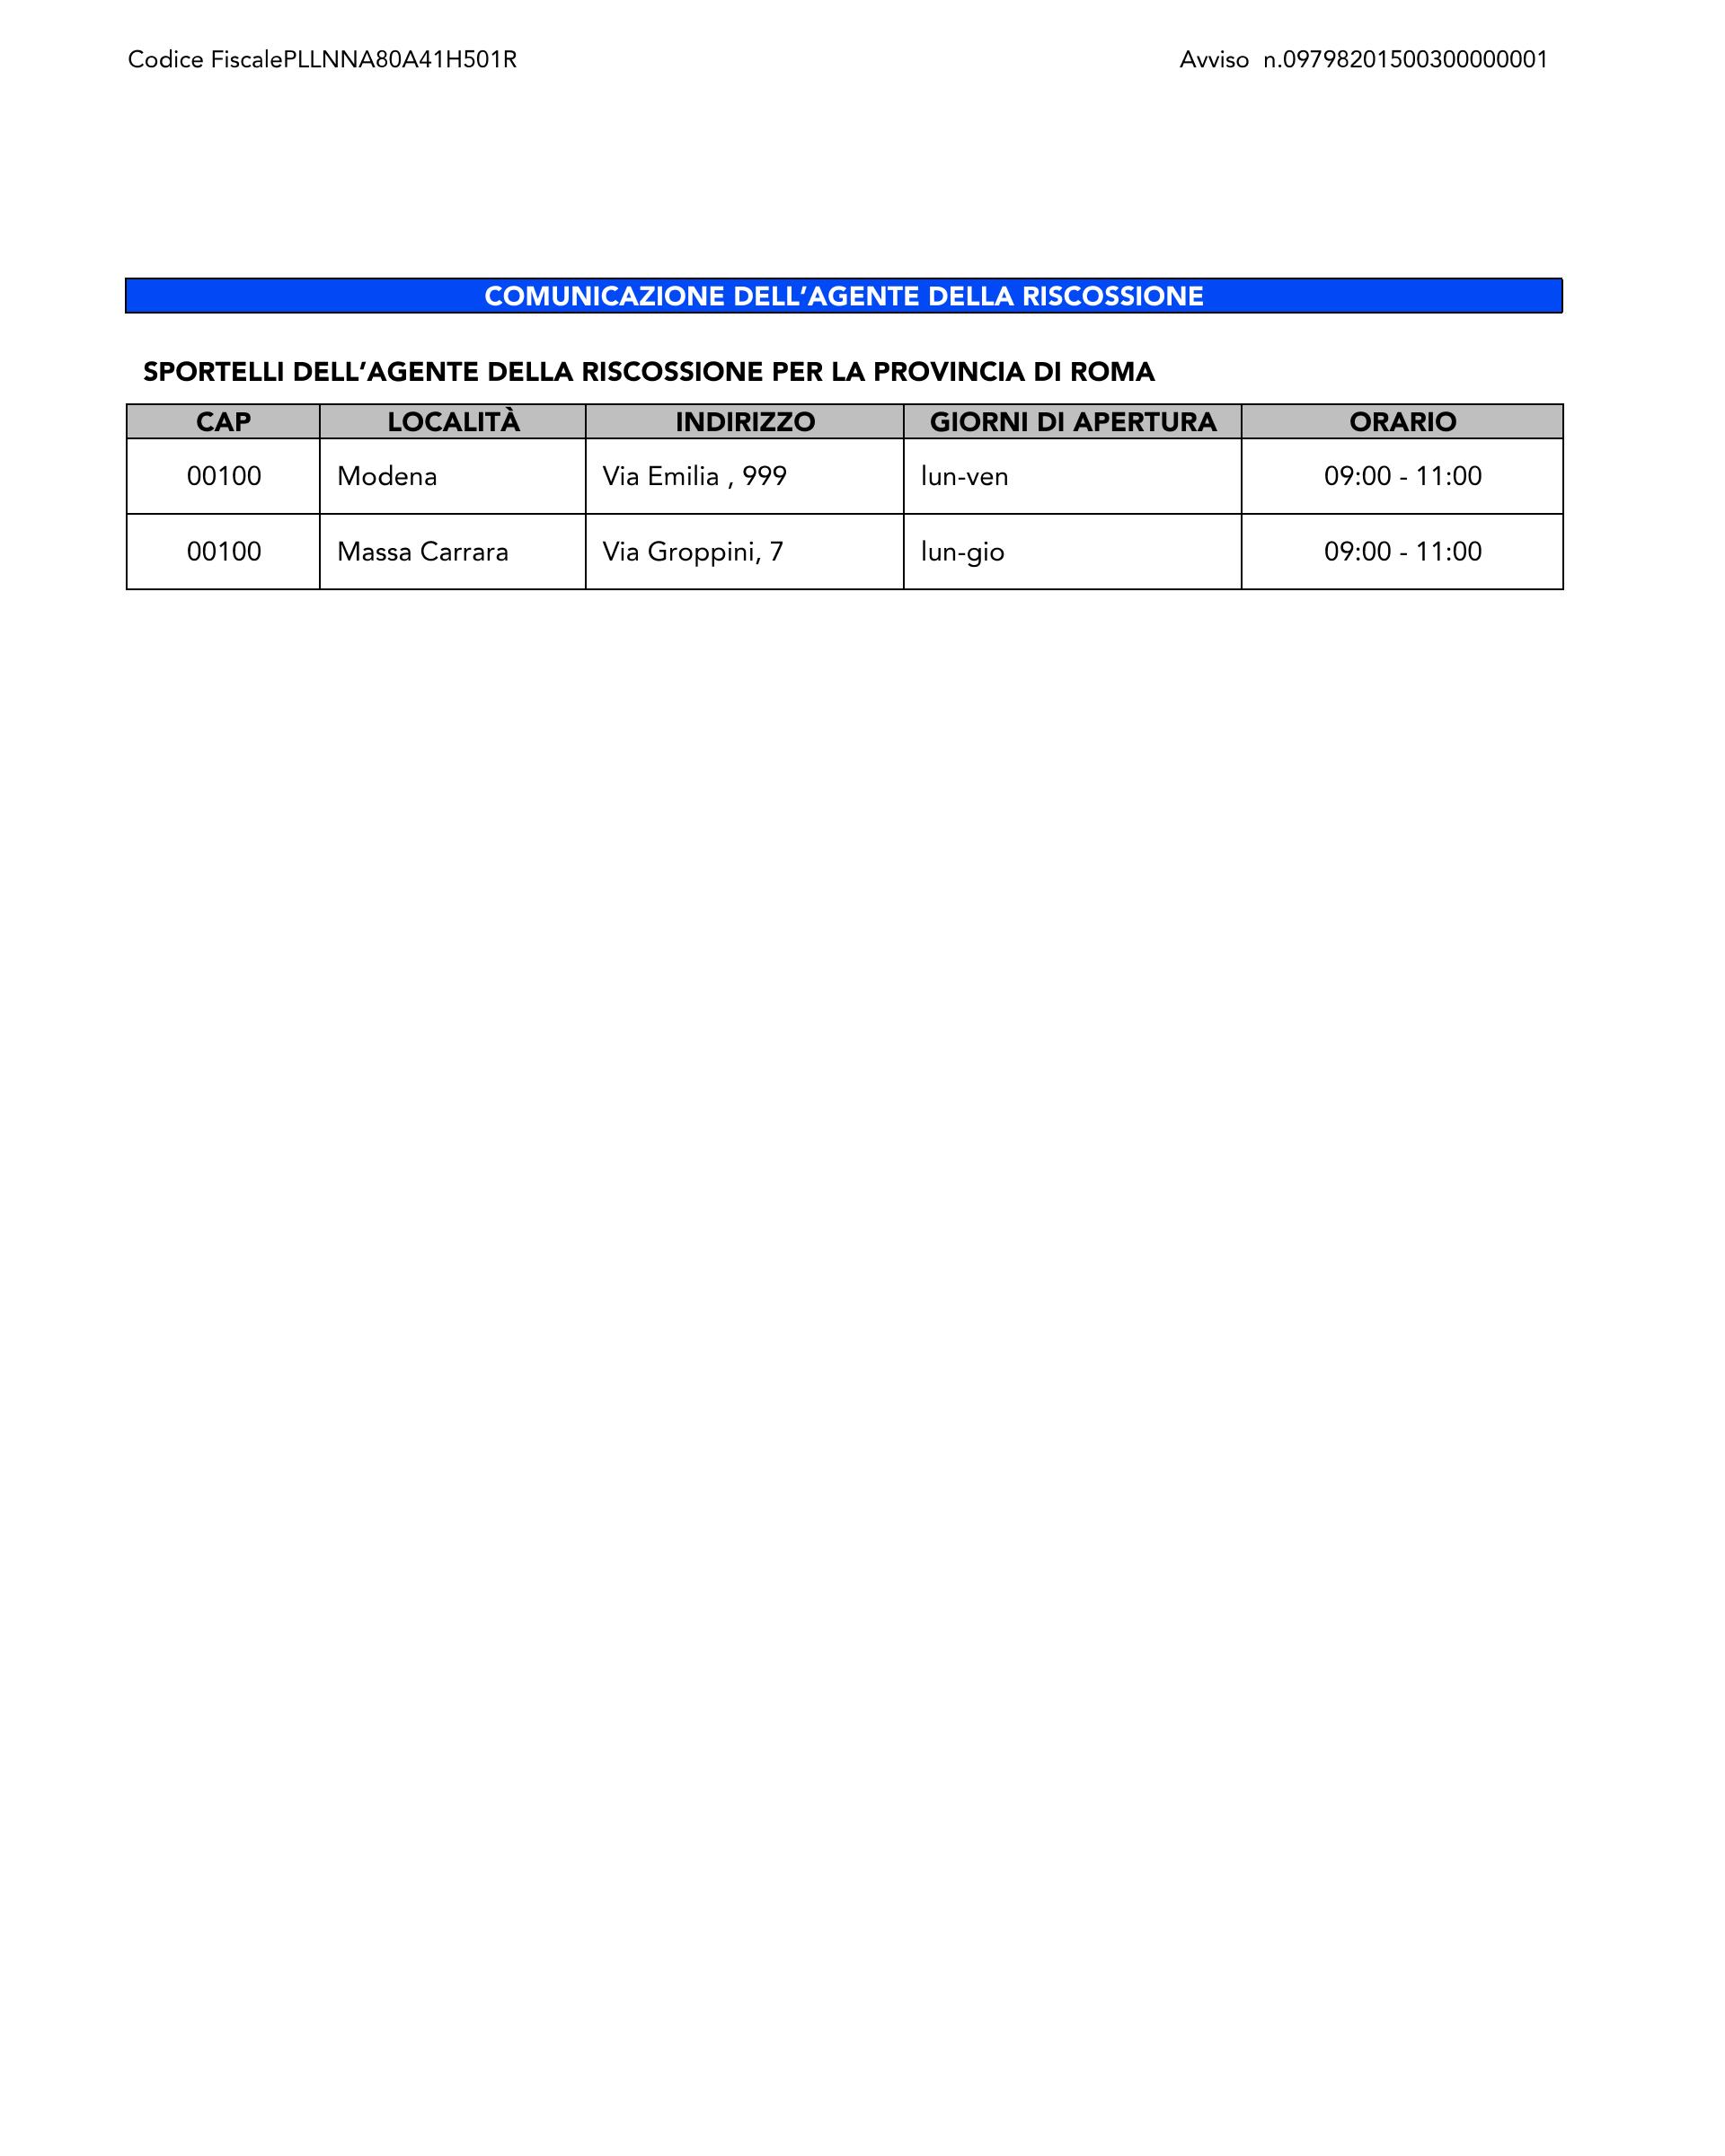 Codice FiscalePLLNNA80A41H501R Avviso n.09798201500300000001
COMUNICAZIONE DELL’AGENTE DELLA RISCOSSIONE
SPORTELLI DELL’AGENTE DELLA RISCOSSIONE PER LA PROVINCIA DI ROMA
CAP LOCALITÀ INDIRIZZO GIORNI DI APERTURA ORARIO
00100 Modena Via Emilia , 999 lun-ven 09:00 - 11:00
00100 Massa Carrara Via Groppini, 7 lun-gio 09:00 - 11:00